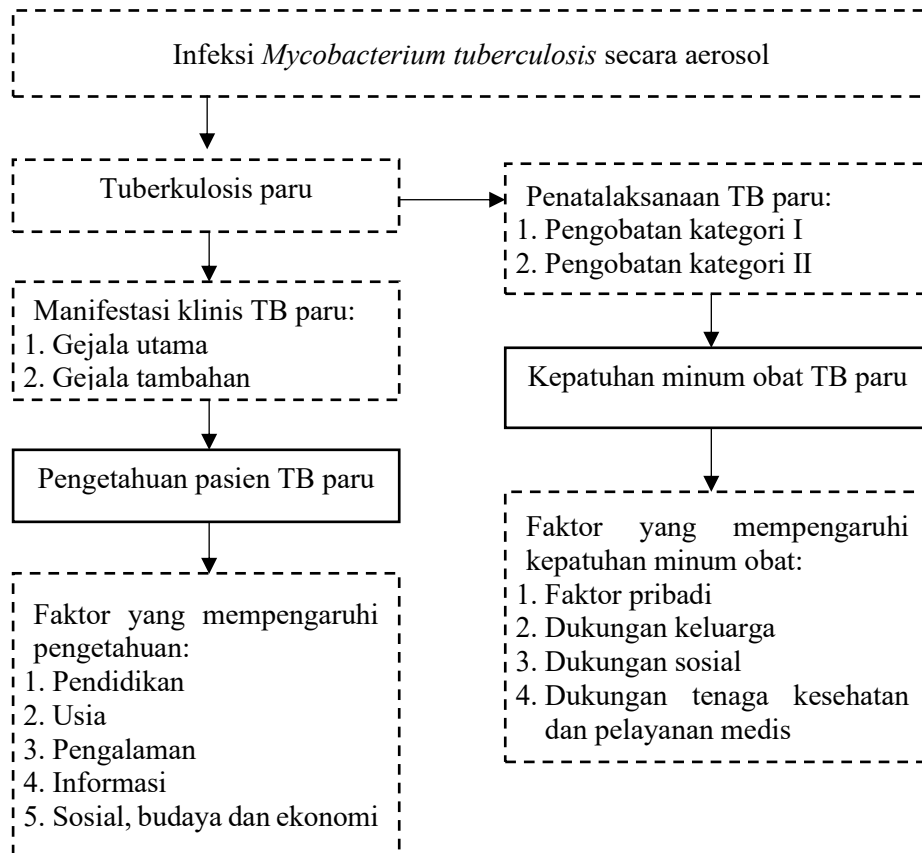 Infeksi Mycobacterium tuberculosis secara aerosol
Tuberkulosis paru
Manifestasi klinis TB paru:
1. Gejala utama
2. Gejala tambahan
Pengetahuan pasien TB paru
Faktor yang mempengaruhi
pengetahuan:
1. Pendidikan
2. Usia
3. Pengalaman
4. Informasi
5. Sosial, budaya dan ekonomi
Penatalaksanaan TB paru:
1. Pengobatan kategori I
2. Pengobatan kategori II
Kepatuhan minum obat TB paru
Faktor yang mempengaruhi
kepatuhan minum obat:
1. Faktor pribadi
2. Dukungan keluarga
3. Dukungan sosial
4. Dukungan tenaga kesehatan
dan pelayanan medis